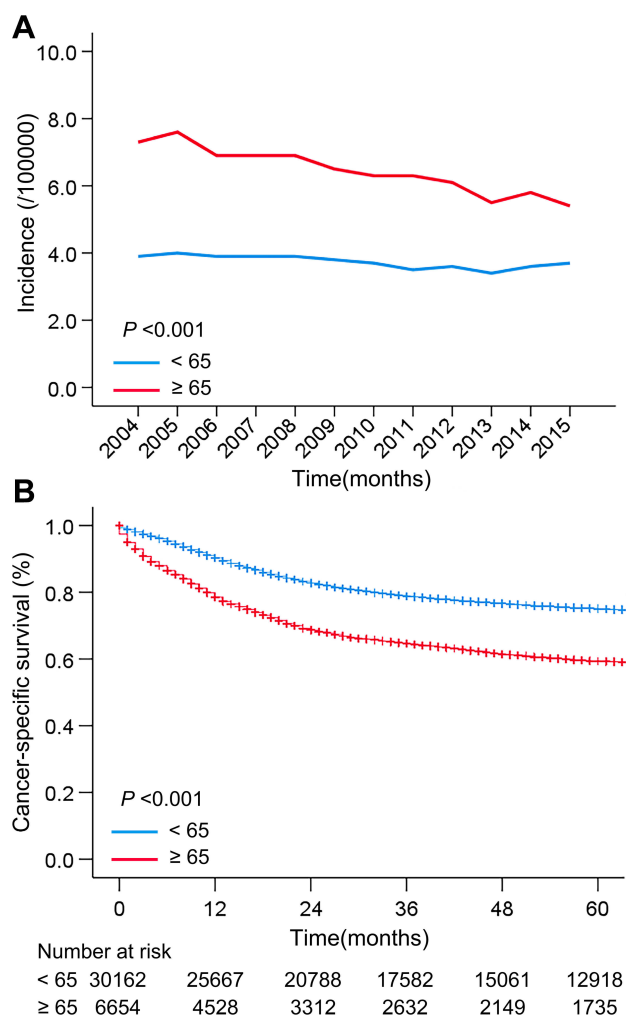 A
Incidence (/100000)
10.0
8.0
6.0
4.0
2.0
0.0
P <0.001
< 65
≥ 65
2004 2005 2006 2007 2008 2009 2010 2011 2012 2013 2014 2015
Time(months)
B
Cancer-specific survival (%)
1.0
0.8
0.6
0.4
0.2
0.0
P <0.001
< 65
≥ 65
0 12 24 36 48 60
Time(months)
Number at risk
< 65 30162 25667 20788 17582 15061 12918
≥ 65 6654 4528 3312 2632 2149 1735